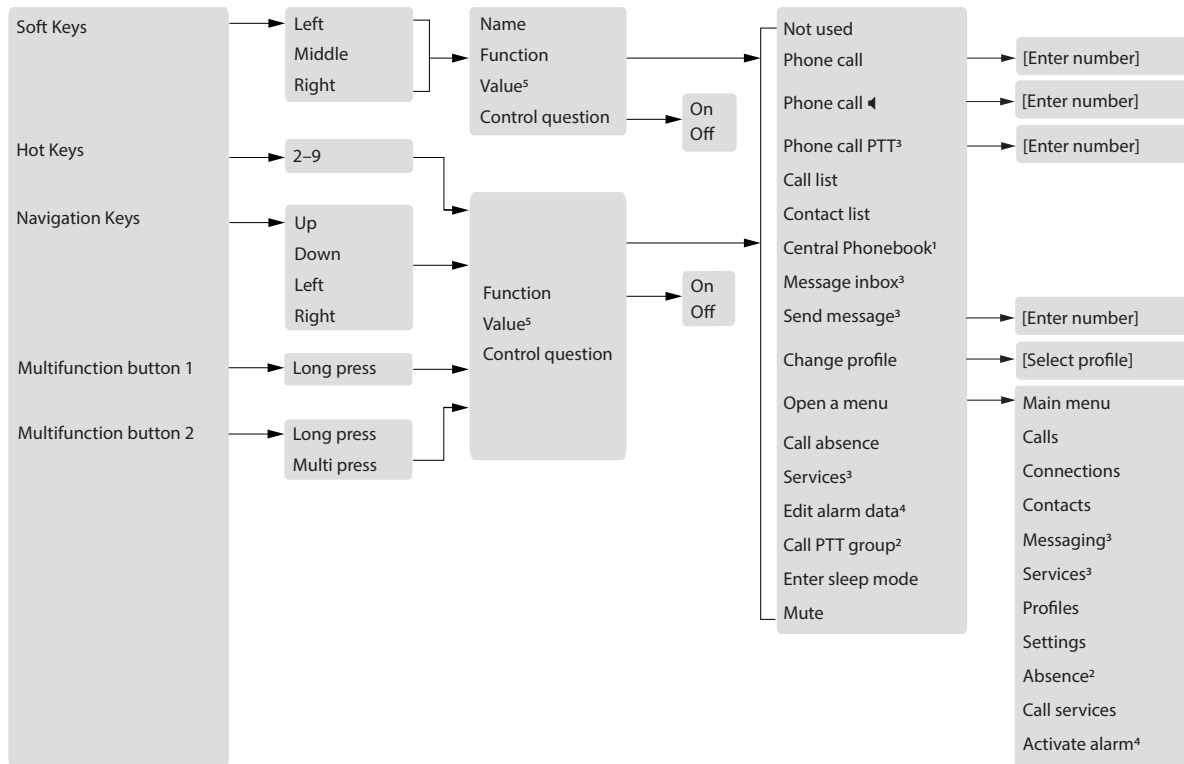 Soft Keys
Hot Keys
Navigation Keys
Multifunction button 1
Multifunction button 2
Left
Middle
Right
2–9
Up
Down
Left
Right
Long press
Long press
Multi press
Name
Function
Value⁵
Control question
On
Off
Function
Value⁵
Control question
On
Off
Not used
Phone call
Phone call
Phone call PTT³
Call list
Contact list
Central Phonebook¹
Message inbox³
Send message³
Change profile
Open a menu
Call absence
Services³
Edit alarm data⁴
Call PTT group²
Enter sleep mode
Mute
[Enter number]
[Enter number]
[Enter number]
[Enter number]
[Select profile]
Main menu
Calls
Connections
Contacts
Messaging³
Services³
Profiles
Settings
Absence²
Call services
Activate alarm⁴